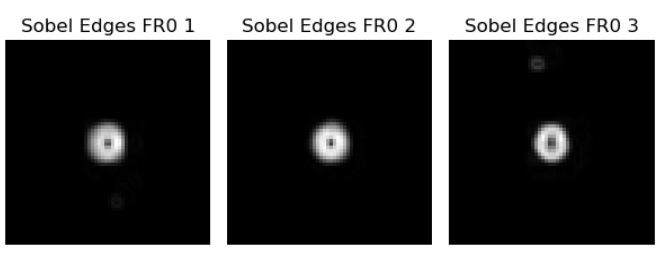 Sobel Edges FR0 1
Sobel Edges FR0 2
Sobel Edges FR0 3